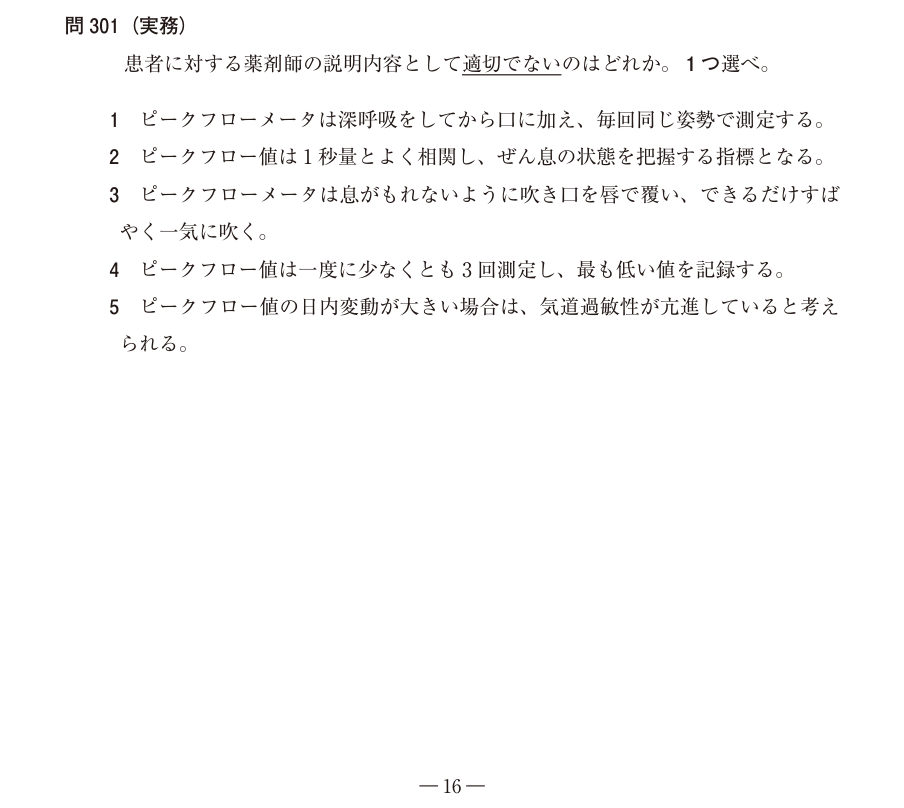 問 301（実務）
患者に対する薬剤師の説明内容として適切でないのはどれか。1つ選べ。
1　ピークフローメータは深呼吸をしてから口に加え、毎回同じ姿勢で測定する。
2　ピークフロー値は1秒量とよく相関し、ぜん息の状態を把握する指標となる。
3　ピークフローメータは息がもれないように吹き口を唇で覆い、できるだけすば
やく一気に吹く。
4　ピークフロー値は一度に少なくとも3回測定し、最も低い値を記録する。
5　ピークフロー値の日内変動が大きい場合は、気道過敏性が亢進していると考え
られる。
― 16 ―